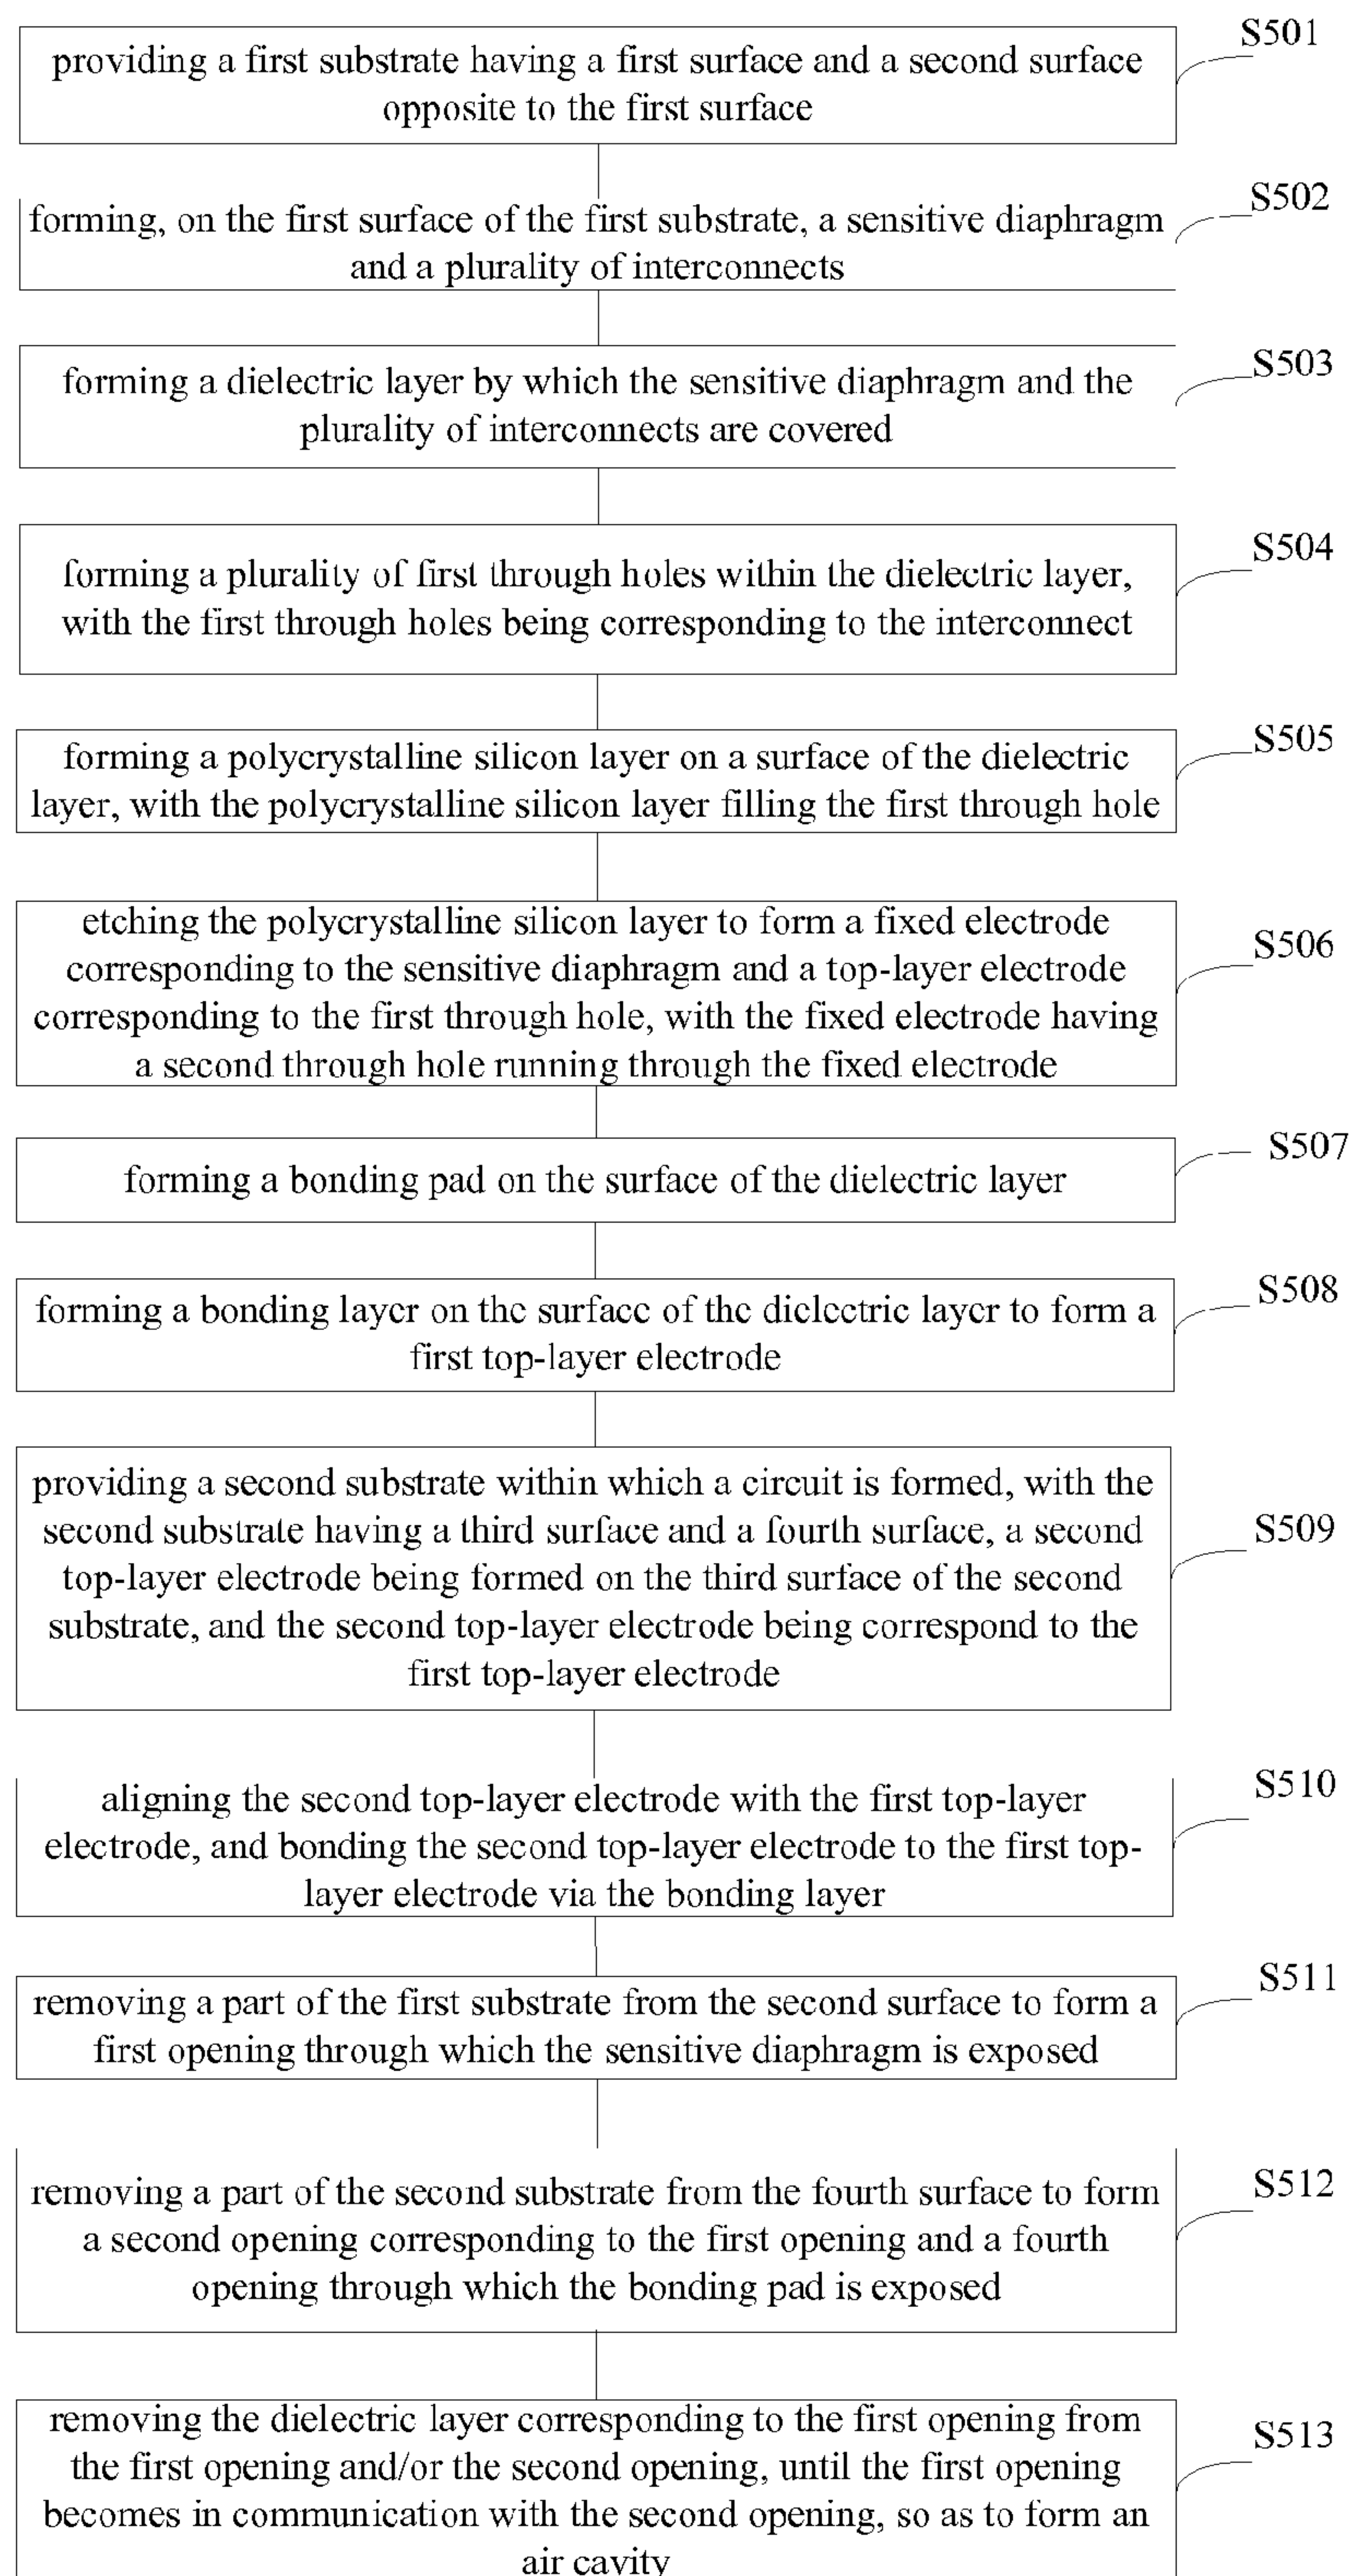 S501
providing a first substrate having a first surface and a second surface
opposite to the first surface
S502
forming, on the first surface of the first substrate, a sensitive diaphragm
and a plurality of interconnects
S503
forming a dielectric layer by which the sensitive diaphragm and the
plurality of interconnects are covered
S504
forming a plurality of first through holes within the dielectric layer,
with the first through holes being corresponding to the interconnect
S505
forming a polycrystalline silicon layer on a surface of the dielectric
layer, with the polycrystalline silicon layer filling the first through hole
S506
etching the polycrystalline silicon layer to form a fixed electrode
corresponding to the sensitive diaphragm and a top-layer electrode
corresponding to the first through hole, with the fixed electrode having
a second through hole running through the fixed electrode
S507
forming a bonding pad on the surface of the dielectric layer
S508
forming a bonding layer on the surface of the dielectric layer to form a
first top-layer electrode
S509
providing a second substrate within which a circuit is formed, with the
second substrate having a third surface and a fourth surface, a second
top-layer electrode being formed on the third surface of the second
substrate, and the second top-layer electrode being correspond to the
first top-layer electrode
S510
aligning the second top-layer electrode with the first top-layer
electrode, and bonding the second top-layer electrode to the first top-
layer electrode via the bonding layer
S511
removing a part of the first substrate from the second surface to form a
first opening through which the sensitive diaphragm is exposed
S512
removing a part of the second substrate from the fourth surface to form
a second opening corresponding to the first opening and a fourth
opening through which the bonding pad is exposed
S513
removing the dielectric layer corresponding to the first opening from
the first opening and/or the second opening, until the first opening
becomes in communication with the second opening, so as to form an
air cavity